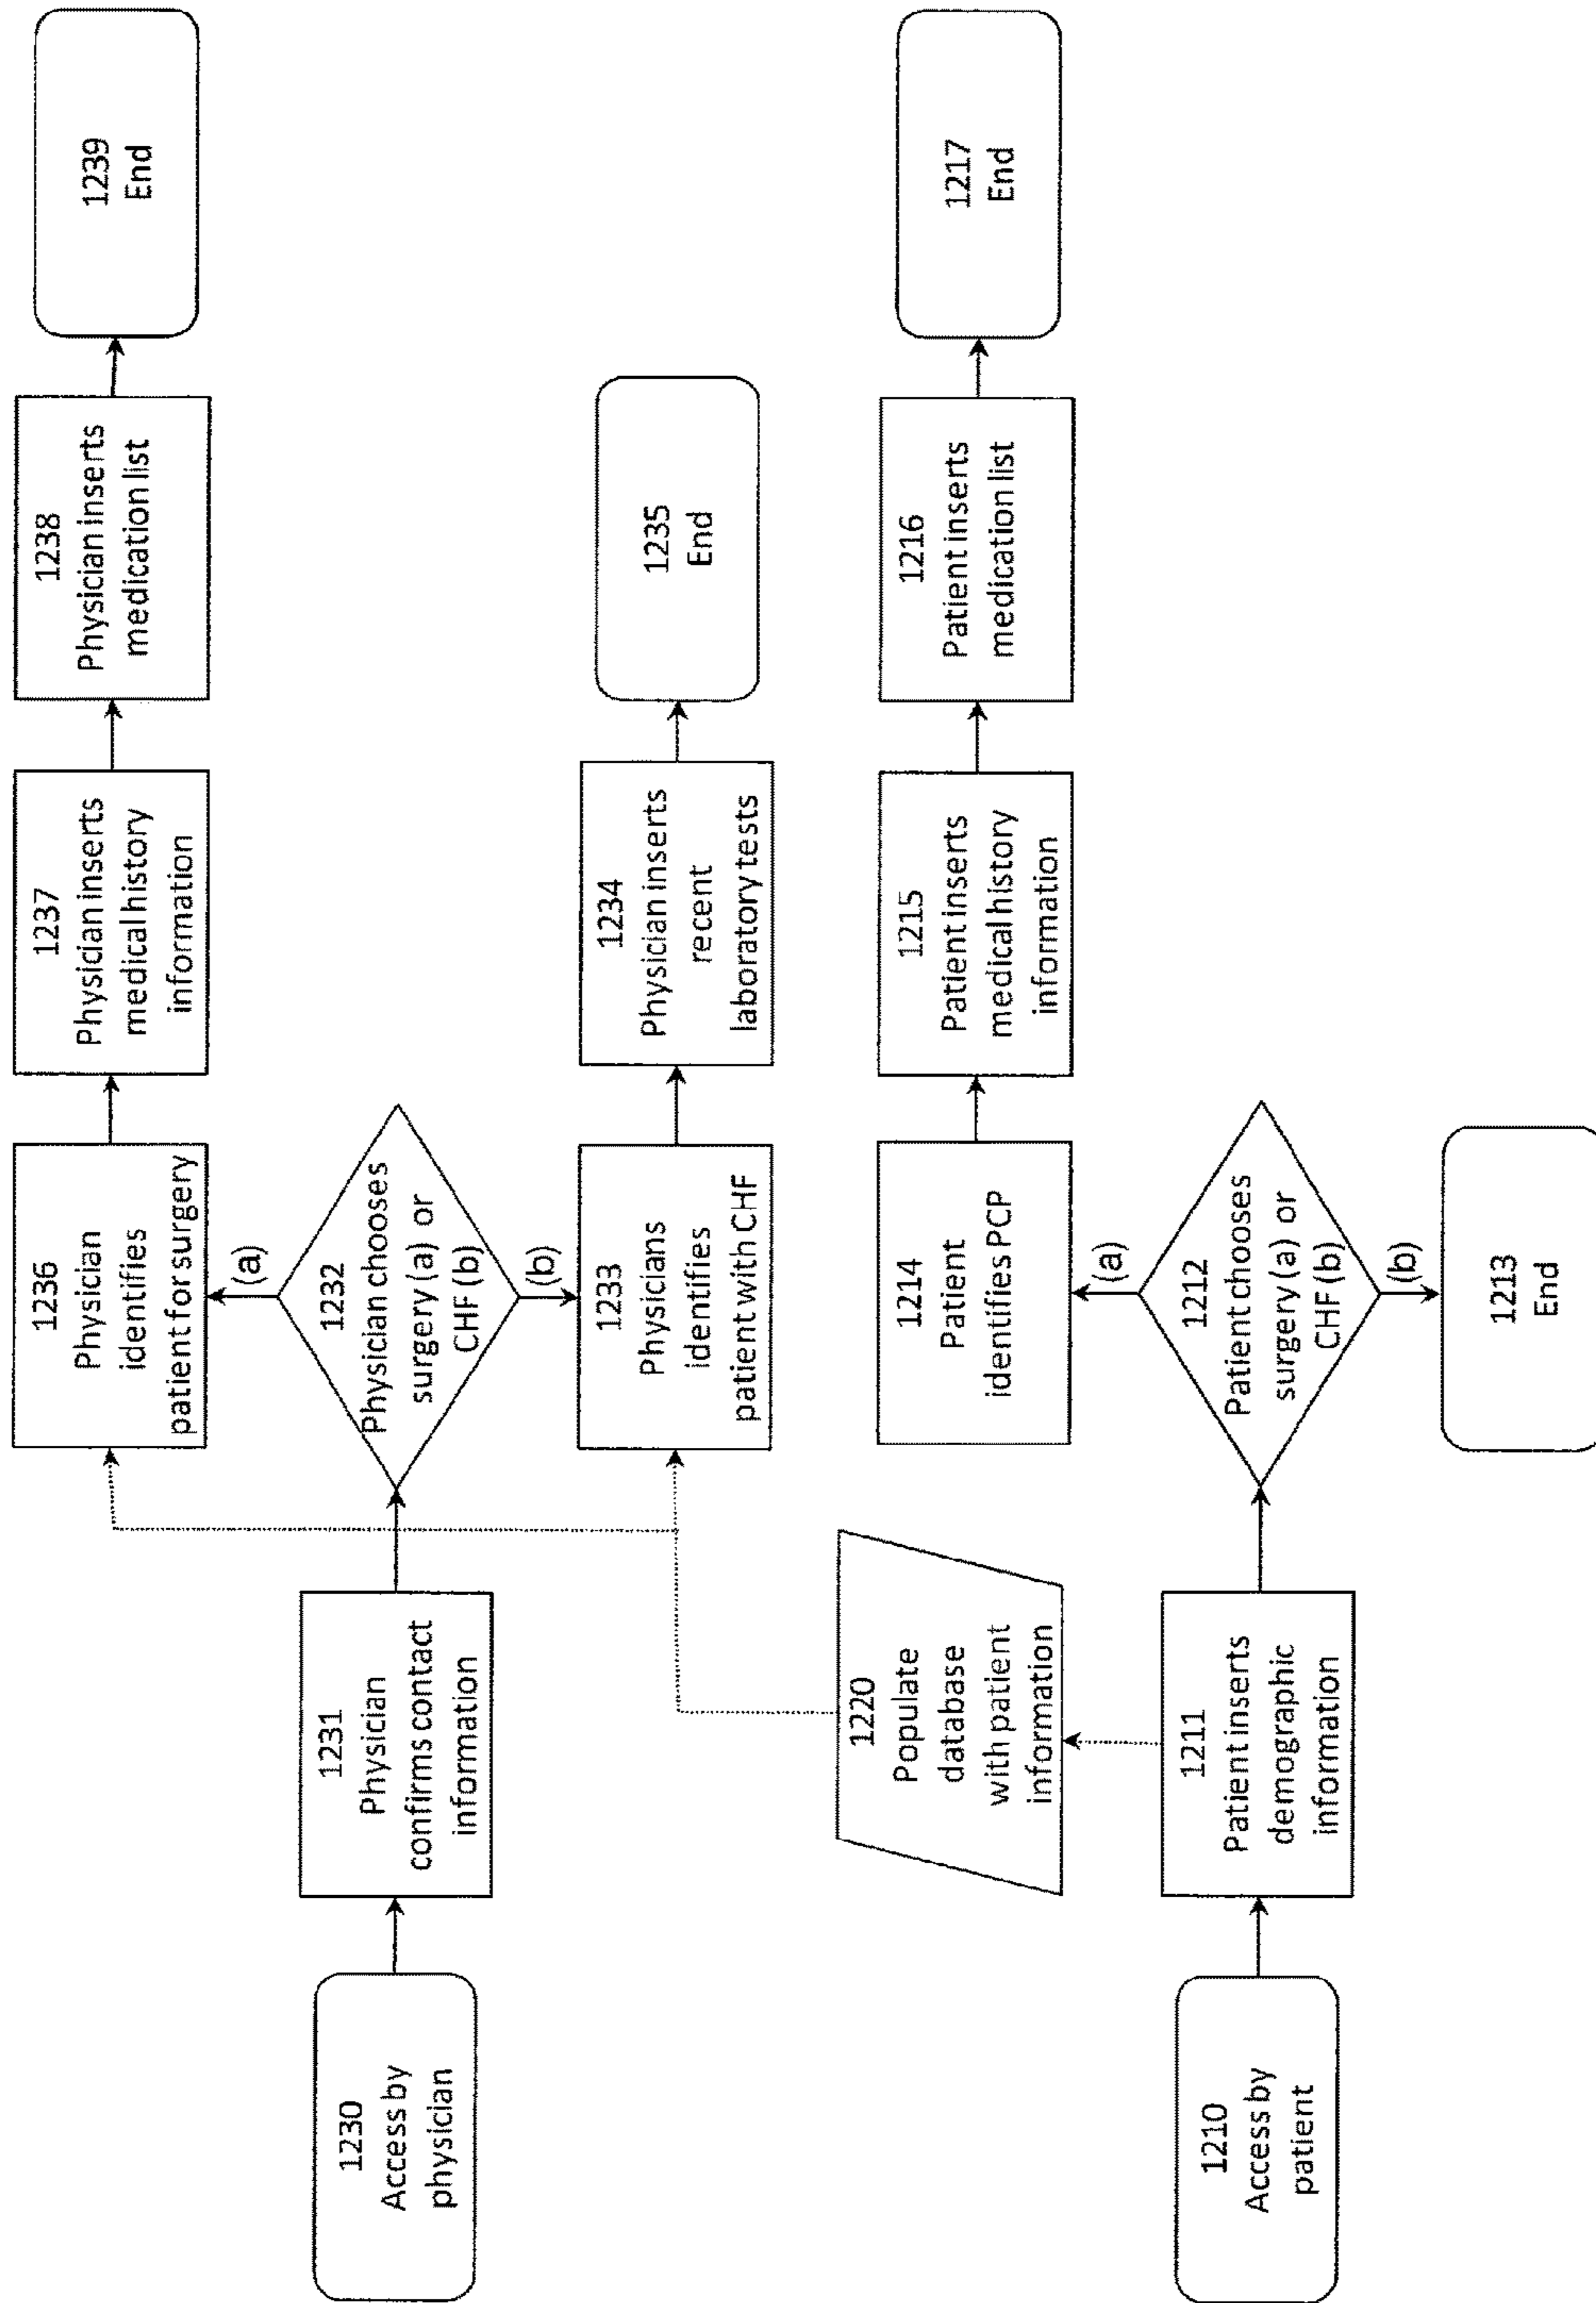 1230
Access by
physician
1231
Physician
confirms contact
information
1232
Physician chooses
surgery (a) or
CHF (b)
(a)
(b)
1236
Physician
identifies
patient for surgery
1237
Physician inserts
medical history
information
1238
Physician inserts
medication list
1239
End
1233
Physicians
identifies
patient with CHF
1234
Physician inserts
recent
laboratory tests
1235
End
1220
Populate
database
with patient
information
1210
Access by
patient
1211
Patient inserts
demographic
information
1212
Patient chooses
surgery (a) or
CHF (b)
(a)
(b)
1214
Patient
identifies PCP
1215
Patient inserts
medical history
information
1216
Patient inserts
medication list
1217
End
1213
End